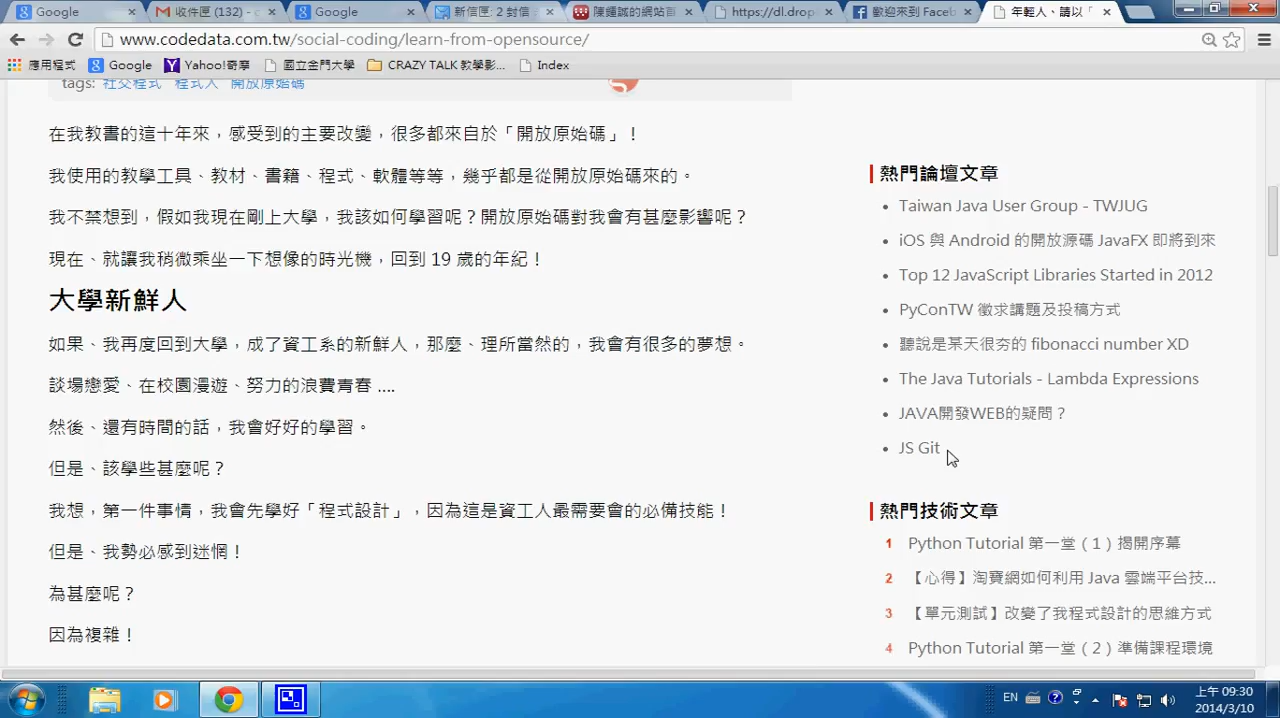 Google
收件匣 (132) -
Google
新信匣: 2 封信
陳鍾誠的網站
https://dl.drop
歡迎來到 Faceb
年輕人、請以「
www.codedata.com.tw/social-coding/learn-from-opensource/
應用程式
Google
Yahoo!奇摩
國立金門大學
CRAZY TALK 教學影...
Index
tags: 社交程式 程式人 開放原始碼
在我教書的這十年來，感受到的主要改變，很多都來自於「開放原始碼」！
我使用的教學工具、教材、書籍、程式、軟體等等，幾乎都是從開放原始碼來的。
我不禁想到，假如我現在剛上大學，我該如何學習呢？開放原始碼對我會有甚麼影響呢？
現在、就讓我稍微乘坐一下想像的時光機，回到 19 歲的年紀！
大學新鮮人
如果、我再度回到大學，成了資工系的新鮮人，那麼、理所當然的，我會有很多的夢想。
談場戀愛、在校園漫遊、努力的浪費青春 ....
然後、還有時間的話，我會好好的學習。
但是、該學些甚麼呢？
我想，第一件事情，我會先學好「程式設計」，因為這是資工人最需要會的必備技能！
但是、我勢必感到迷惘！
為甚麼呢？
因為複雜！
熱門論壇文章
Taiwan Java User Group - TWJUG
iOS 與 Android 的開放源碼 JavaFX 即將到來
Top 12 JavaScript Libraries Started in 2012
PyConTW 徵求講題及投稿方式
聽說是某天很夯的 fibonacci number XD
The Java Tutorials - Lambda Expressions
JAVA開發WEB的疑問？
JS Git
熱門技術文章
1 Python Tutorial 第一堂（1）揭開序幕
2 【心得】淘寶網如何利用 Java 雲端平台技...
3 【單元測試】改變了我程式設計的思維方式
4 Python Tutorial 第一堂（2）準備課程環境
EN
上午 09:30
2014/3/10